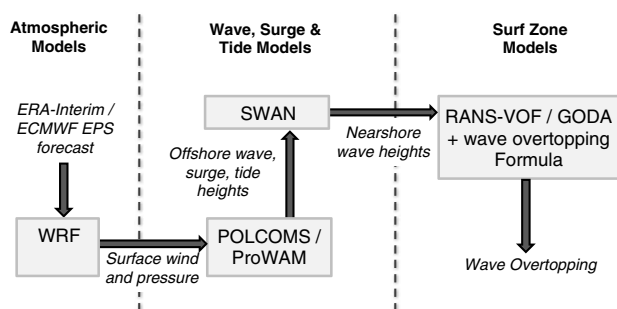 Atmospheric
Models
Wave, Surge &
Tide Models
Surf Zone
Models
ERA-Interim /
ECMWF EPS
forecast
WRF
Surface wind
and pressure
POLCOMS /
ProWAM
Offshore wave,
surge, tide
heights
SWAN
Nearshore
wave heights
RANS-VOF / GODA
+ wave overtopping
Formula
Wave Overtopping